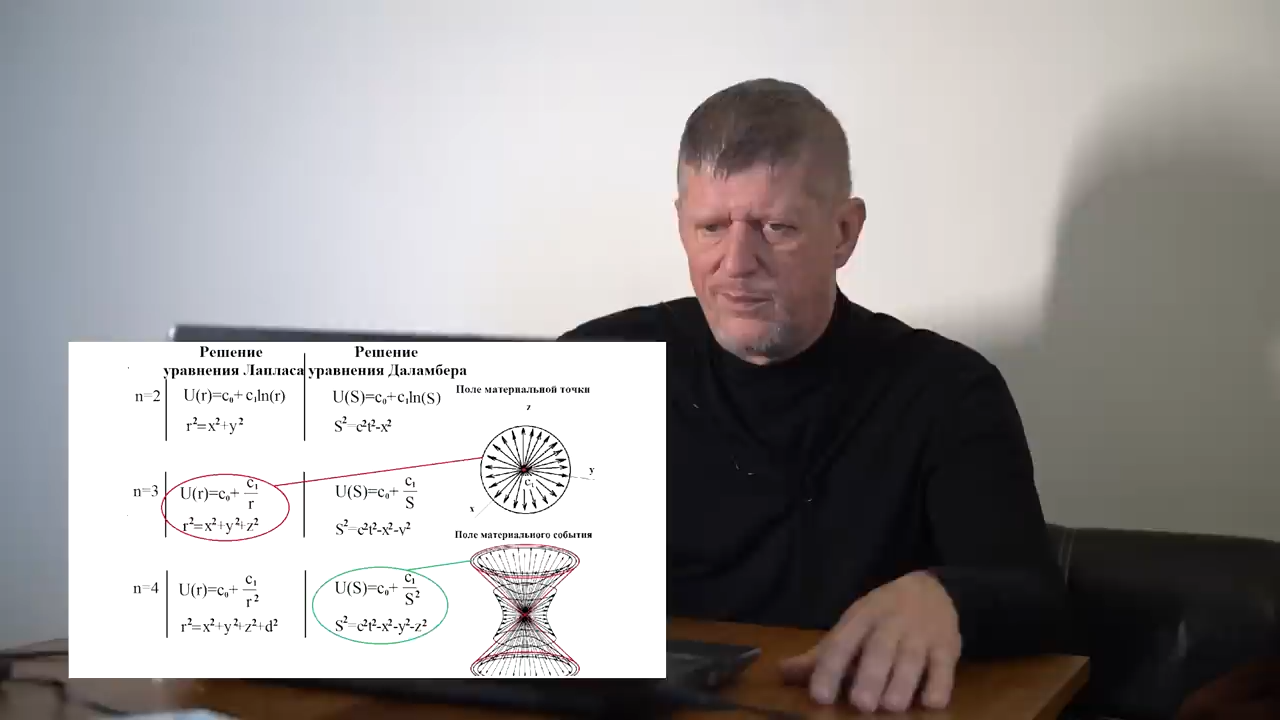 Решение
уравнения Лапласа
Решение
уравнения Даламбера
n=2
U(r)=c₀+c₁ln(r)
r²=x²+y²
U(S)=c₀+c₁ln(S)
S²=c²t²-x²
Поле материальной точки
z
y
x
C₁
n=3
U(r)=c₀+ c₁/r
r²=x²+y²+z²
U(S)=c₀+ c₁/S
S²=c²t²-x²-y²
Поле материального события
n=4
U(r)=c₀+ c₁/r²
r²=x²+y²+z²+d²
U(S)=c₀+ c₁/S²
S²=c²t²-x²-y²-z²